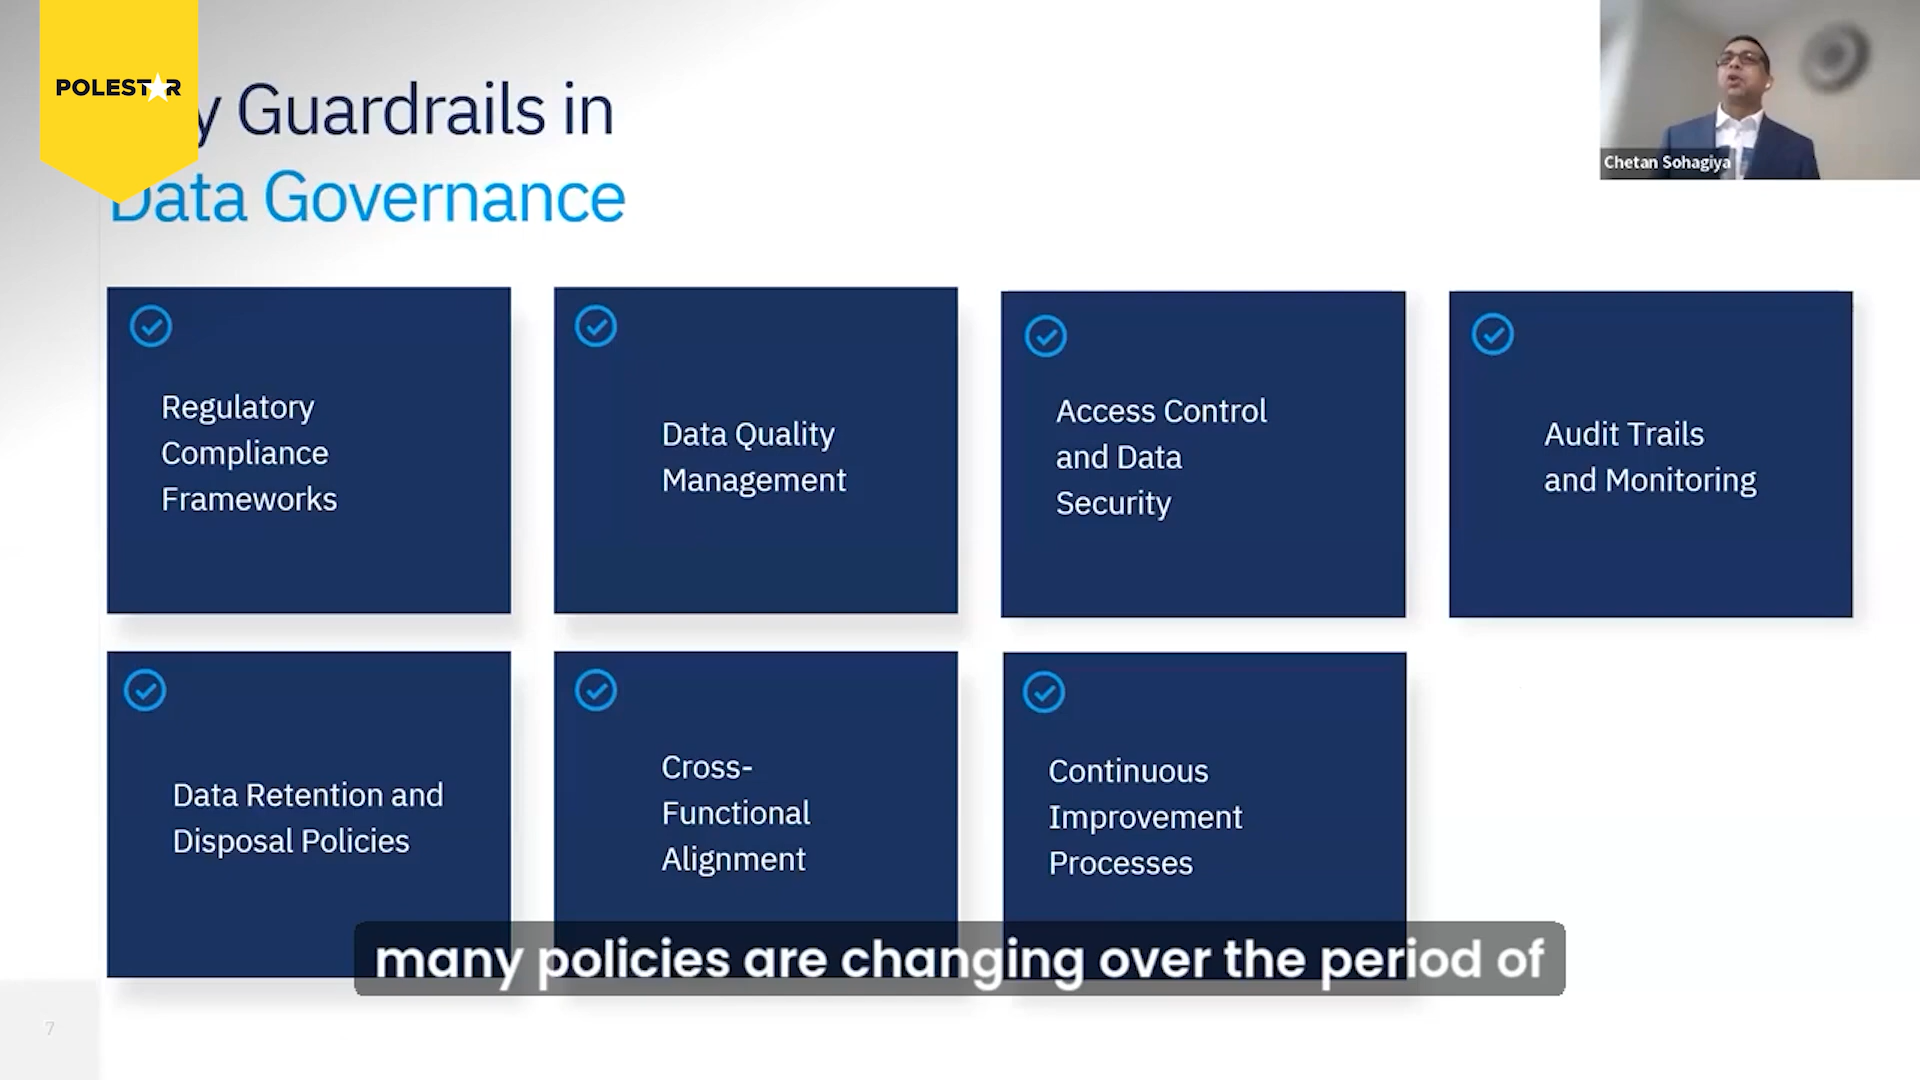 POLESTAR
y Guardrails in
Data Governance
Chetan Sohagiya
Regulatory
Compliance
Frameworks
Data Quality
Management
Access Control
and Data
Security
Audit Trails
and Monitoring
Data Retention and
Disposal Policies
Cross-
Functional
Alignment
Continuous
Improvement
Processes
many policies are changing over the period of
7